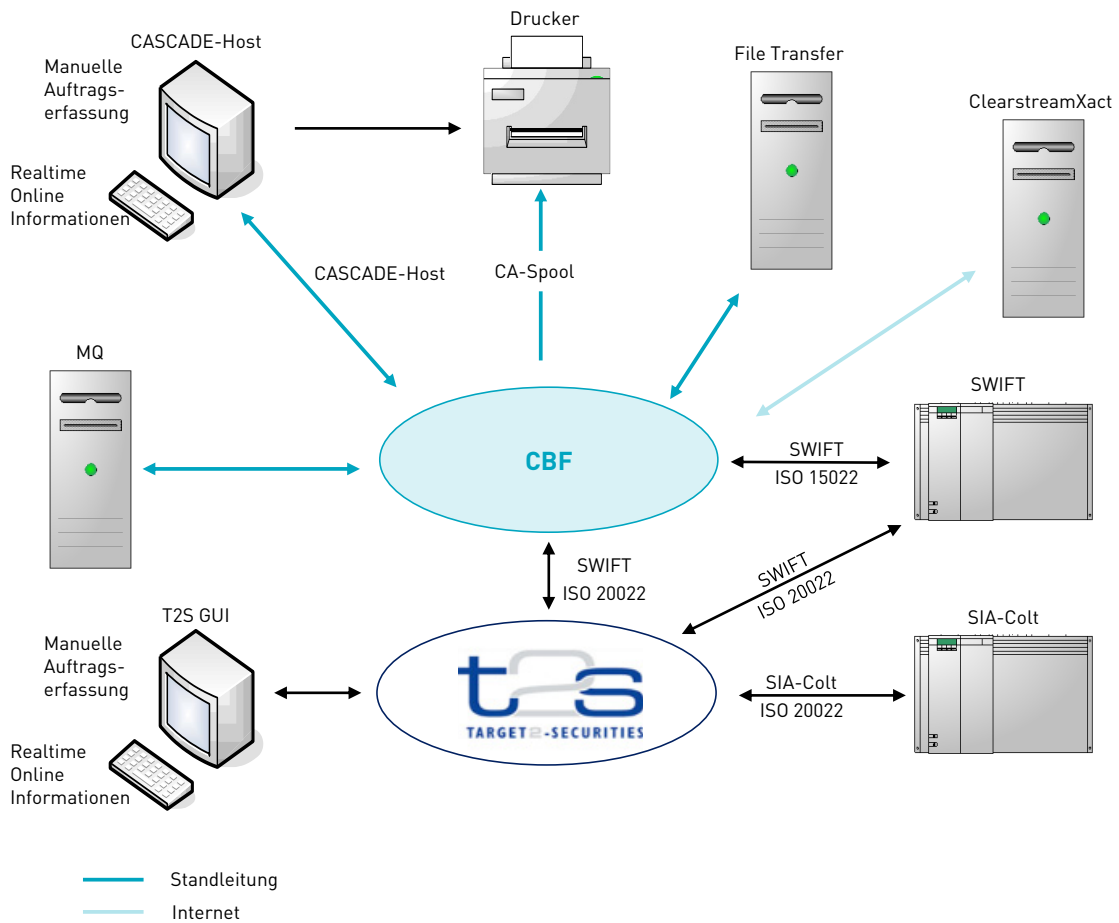 Drucker
CASCADE-Host
File Transfer
Manuelle
Auftrags-
erfassung
ClearstreamXact
Realtime
Online
Informationen
CASCADE-Host
CA-Spool
MQ
SWIFT
CBF
SWIFT
ISO 15022
SWIFT
ISO 20022
SWIFT
ISO 20022
T2S GUI
SIA-Colt
Manuelle
Auftrags-
erfassung
t2s
TARGET2-SECURITIES
SIA-Colt
ISO 20022
Realtime
Online
Informationen
Standleitung
Internet